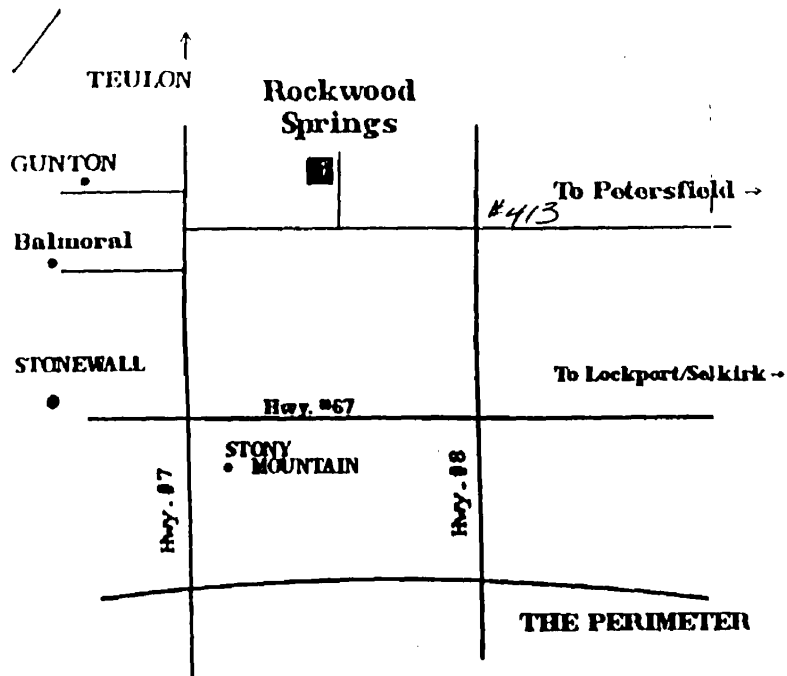 TEULON
Rockwood
Springs
GUNTON
To Petersfield →
#413
Balmoral
STONEWALL
To Lockport/Selkirk →
Hwy. #67
STONY
MOUNTAIN
Hwy. #7
Hwy. #8
THE PERIMETER